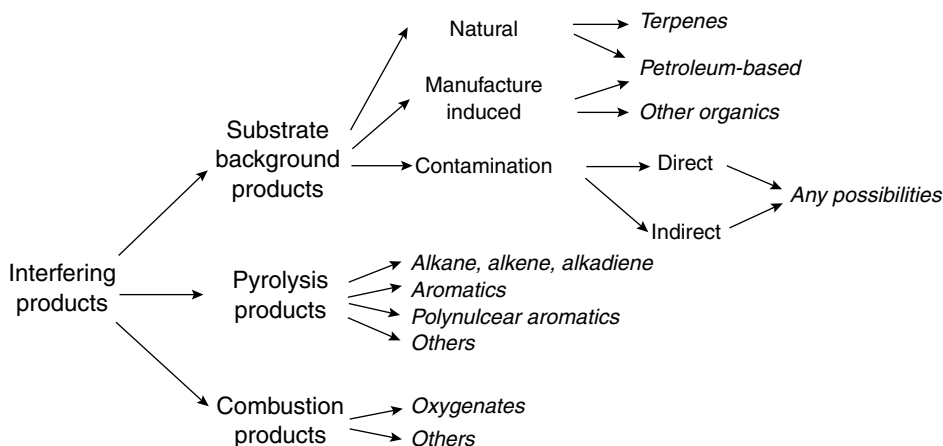 Natural
Terpenes
Petroleum-based
Manufacture
induced
Other organics
Substrate
background
products
Contamination
Direct
Any possibilities
Indirect
Interfering
products
Pyrolysis
products
Alkane, alkene, alkadiene
Aromatics
Polynulcear aromatics
Others
Combustion
products
Oxygenates
Others